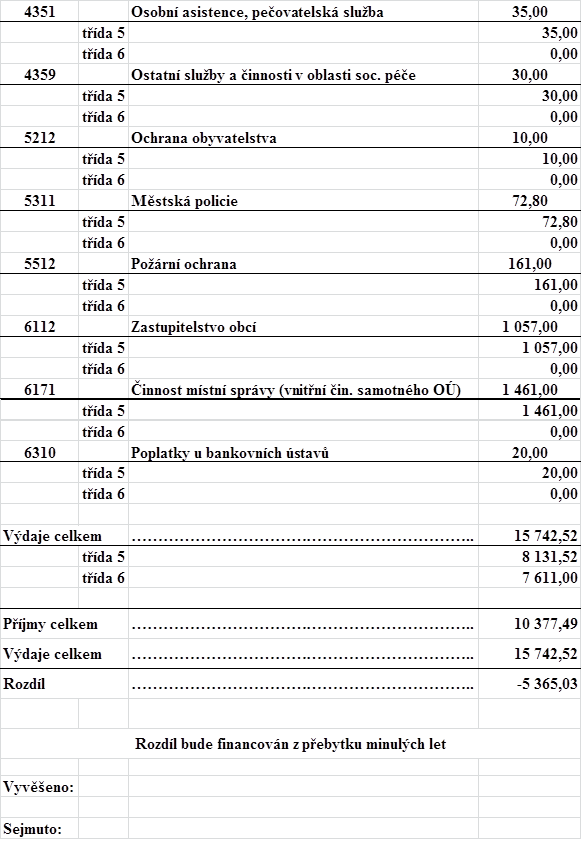 4351 Osobní asistence, pečovatelská služba 35,00
třída 5 35,00
třída 6 0,00
4359 Ostatní služby a činnosti v oblasti soc. péče 30,00
třída 5 30,00
třída 6 0,00
5212 Ochrana obyvatelstva 10,00
třída 5 10,00
třída 6 0,00
5311 Městská policie 72,80
třída 5 72,80
třída 6 0,00
5512 Požární ochrana 161,00
třída 5 161,00
třída 6 0,00
6112 Zastupitelstvo obcí 1 057,00
třída 5 1 057,00
třída 6 0,00
6171 Činnost místní správy (vnitřní čin. samotného OÚ) 1 461,00
třída 5 1 461,00
třída 6 0,00
6310 Poplatky u bankovních ústavů 20,00
třída 5 20,00
třída 6 0,00
Výdaje celkem ………………………………………………………….. 15 742,52
třída 5 8 131,52
třída 6 7 611,00
Příjmy celkem ………………………………………………………….. 10 377,49
Výdaje celkem ………………………………………………………….. 15 742,52
Rozdíl ………………………………………………………….. -5 365,03
Rozdíl bude financován z přebytku minulých let
Vyvěšeno:
Sejmuto: